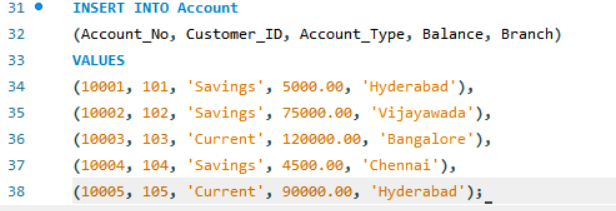 31 INSERT INTO Account
32 (Account_No, Customer_ID, Account_Type, Balance, Branch)
33 VALUES
34 (10001, 101, 'Savings', 5000.00, 'Hyderabad'),
35 (10002, 102, 'Savings', 75000.00, 'Vijayawada'),
36 (10003, 103, 'Current', 120000.00, 'Bangalore'),
37 (10004, 104, 'Savings', 4500.00, 'Chennai'),
38 (10005, 105, 'Current', 90000.00, 'Hyderabad');